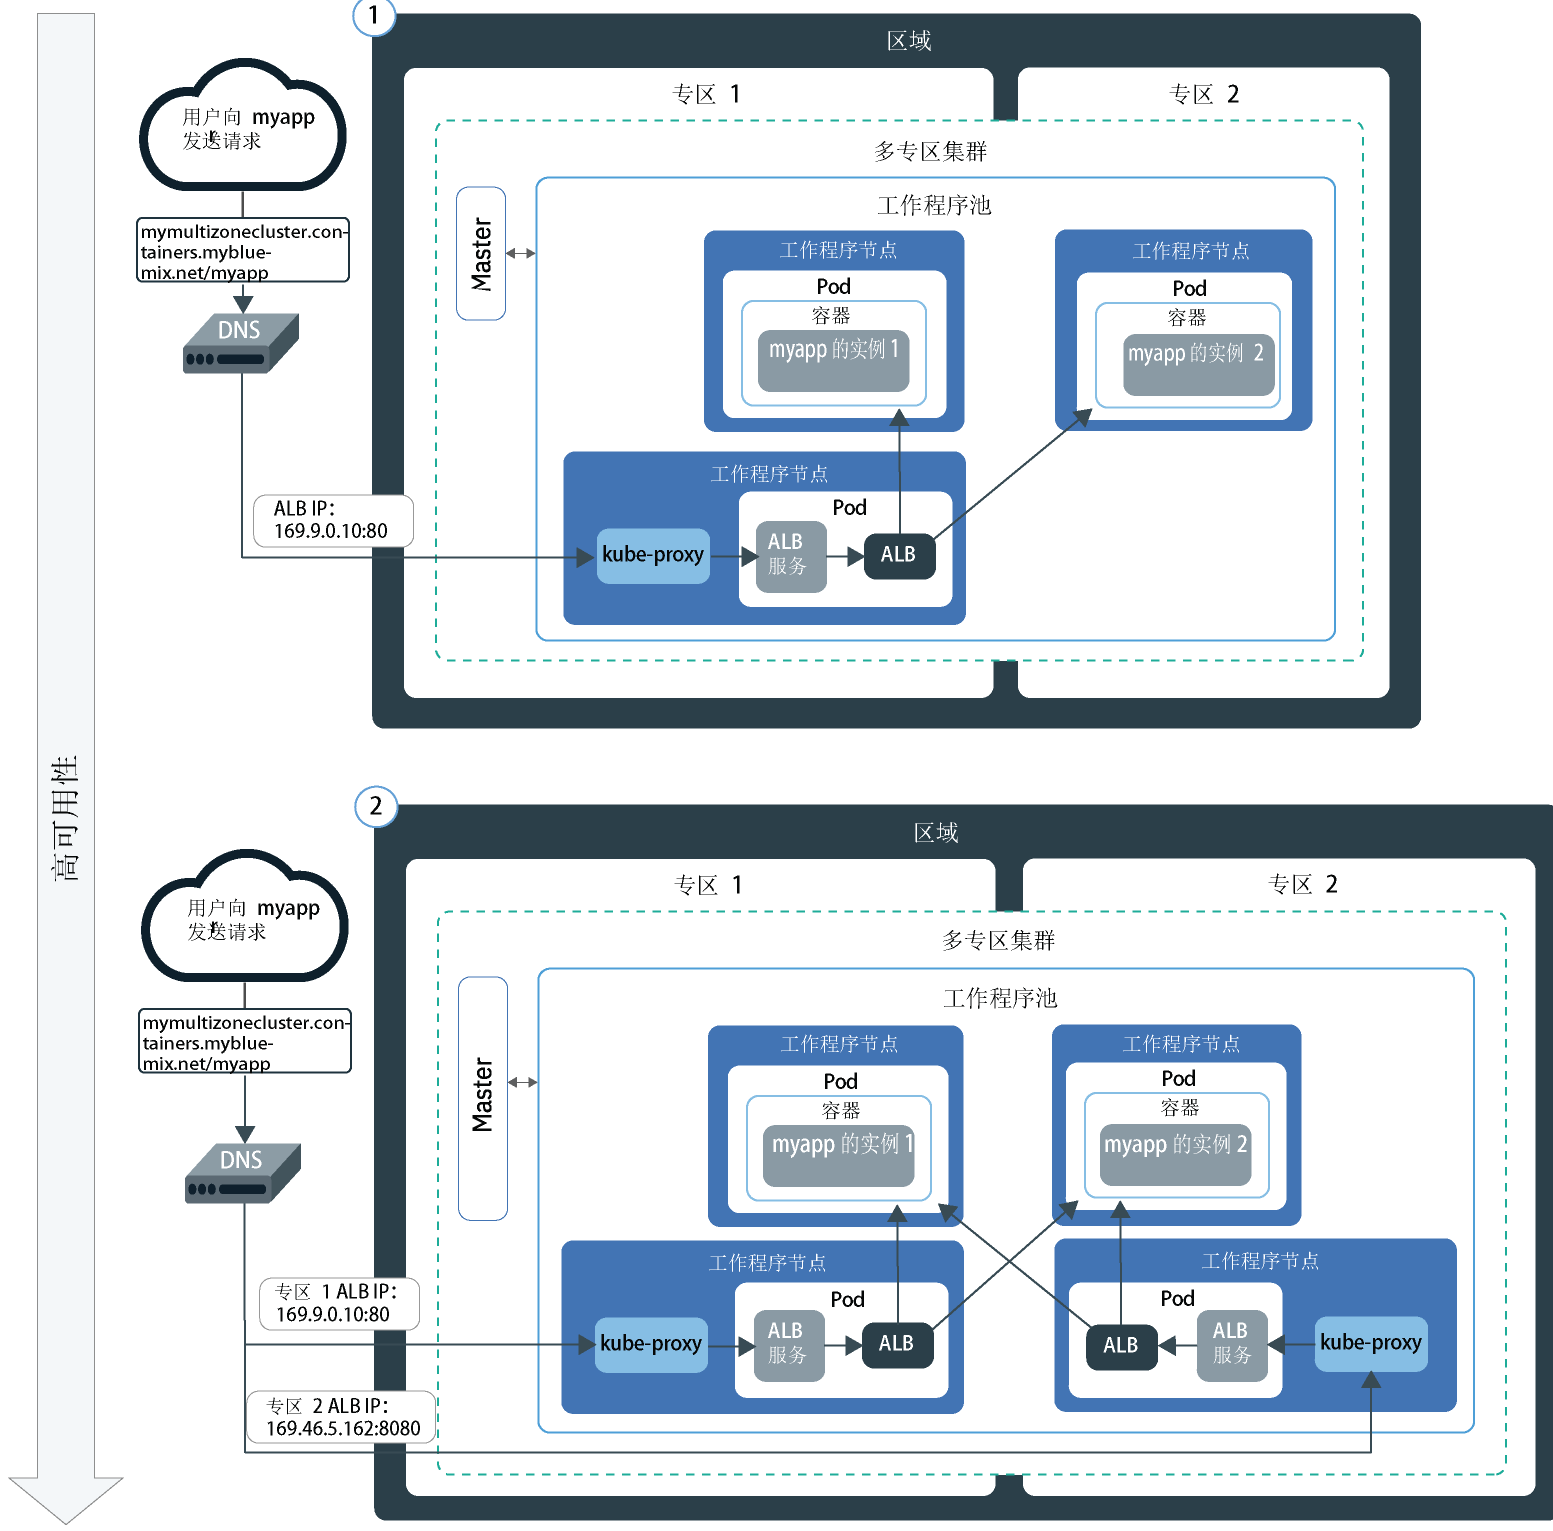 高可用性
1
区域
专区 1
专区 2
用户向 myapp
发送请求
多专区集群
mymultizonecluster.con-
tainers.myblue-
mix.net/myapp
Master
工作程序池
工作程序节点
Pod
容器
myapp 的实例 1
工作程序节点
Pod
容器
myapp 的实例 2
DNS
ALB IP：
169.9.0.10:80
工作程序节点
Pod
kube-proxy
ALB
服务
ALB
2
区域
专区 1
专区 2
用户向 myapp
发送请求
多专区集群
mymultizonecluster.con-
tainers.myblue-
mix.net/myapp
Master
工作程序池
工作程序节点
Pod
容器
myapp 的实例 1
工作程序节点
Pod
容器
myapp 的实例 2
DNS
专区 1 ALB IP：
169.9.0.10:80
工作程序节点
Pod
kube-proxy
ALB
服务
ALB
工作程序节点
Pod
ALB
ALB
服务
kube-proxy
专区 2 ALB IP：
169.46.5.162:8080